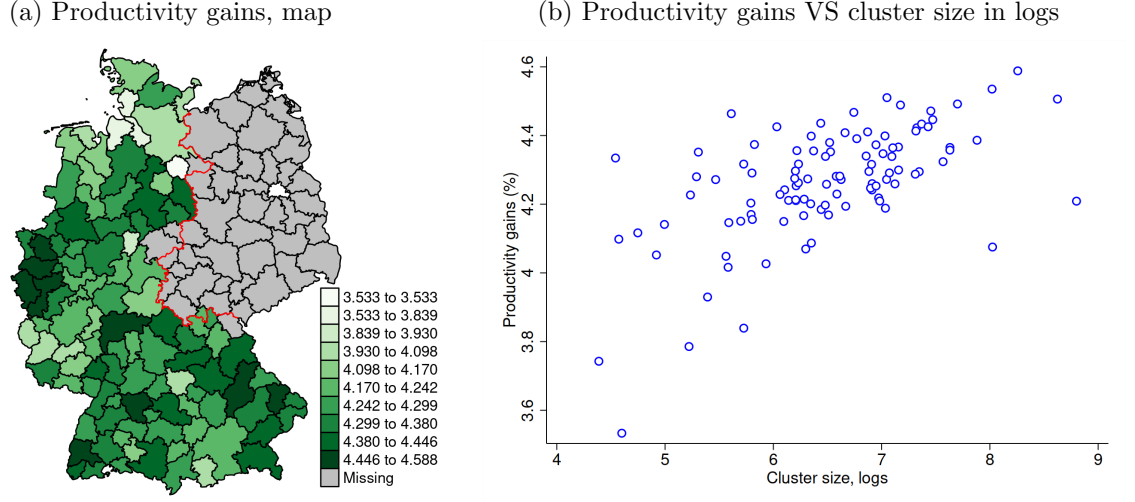 (a) Productivity gains, map
3.533 to 3.533
3.533 to 3.839
3.839 to 3.930
3.930 to 4.098
4.098 to 4.170
4.170 to 4.242
4.242 to 4.299
4.299 to 4.380
4.380 to 4.446
4.446 to 4.588
Missing
(b) Productivity gains VS cluster size in logs
Productivity gains (%)
4.6
4.4
4.2
4
3.8
3.6
4 5 6 7 8 9
Cluster size, logs